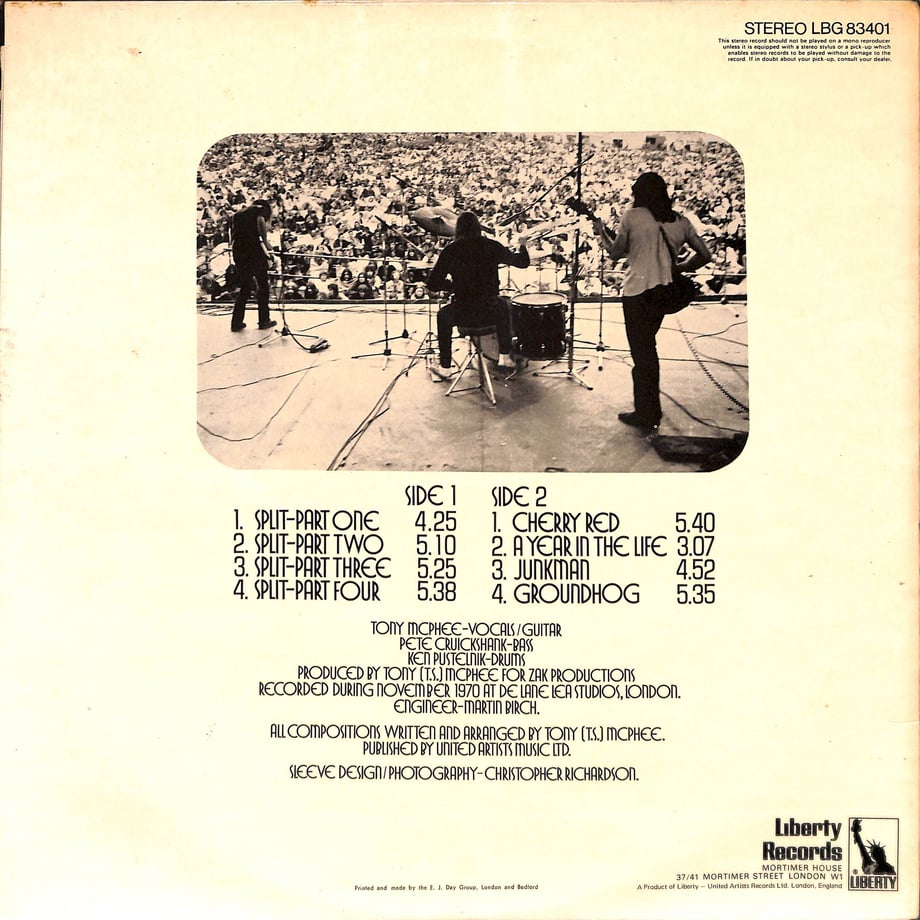 STEREO LBG 83401
This stereo record should not be played on a mono reproducer
unless it is equipped with a stereo stylus or a pick-up which
enables stereo records to be played without damage to the
record. If in doubt about your pick-up, consult your dealer.
SIDE 1
1. SPLIT-PART ONE 4.25
2. SPLIT-PART TWO 5.10
3. SPLIT-PART THREE 5.25
4. SPLIT-PART FOUR 5.38
SIDE 2
1. CHERRY RED 5.40
2. A YEAR IN THE LIFE 3.07
3. JUNKMAN 4.52
4. GROUNDHOG 5.35
TONY MCPHEE-VOCALS/GUITAR
PETE CRUICKSHANK-BASS
KEN PUSTELNIK-DRUMS
PRODUCED BY TONY (T.S.) MCPHEE FOR ZAK PRODUCTIONS
RECORDED DURING NOVEMBER 1970 AT DE LANE LEA STUDIOS, LONDON.
ENGINEER-MARTIN BIRCH.
ALL COMPOSITIONS WRITTEN AND ARRANGED BY TONY (T.S.) MCPHEE.
PUBLISHED BY UNITED ARTISTS MUSIC LTD.
SLEEVE DESIGN/PHOTOGRAPHY-CHRISTOPHER RICHARDSON.
Liberty
Records
MORTIMER HOUSE
37/41 MORTIMER STREET LONDON W1
A Product of Liberty – United Artists Records Ltd. London, England
® LIBERTY
Printed and made by the E. J. Day Group, London and Bedford